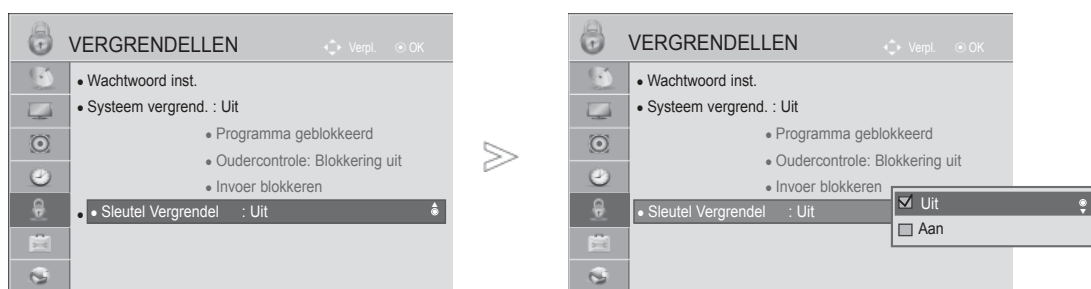 VERGRENDELLEN Verpl. OK
• Wachtwoord inst.
• Systeem vergrend. : Uit
• Programma geblokkeerd
• Oudercontrole: Blokkering uit
• Invoer blokkeren
• • Sleutel Vergrendel : Uit
VERGRENDELLEN Verpl. OK
• Wachtwoord inst.
• Systeem vergrend. : Uit
• Programma geblokkeerd
• Oudercontrole: Blokkering uit
• Invoer blokkeren
• Sleutel Vergrendel : Uit
Uit
Aan